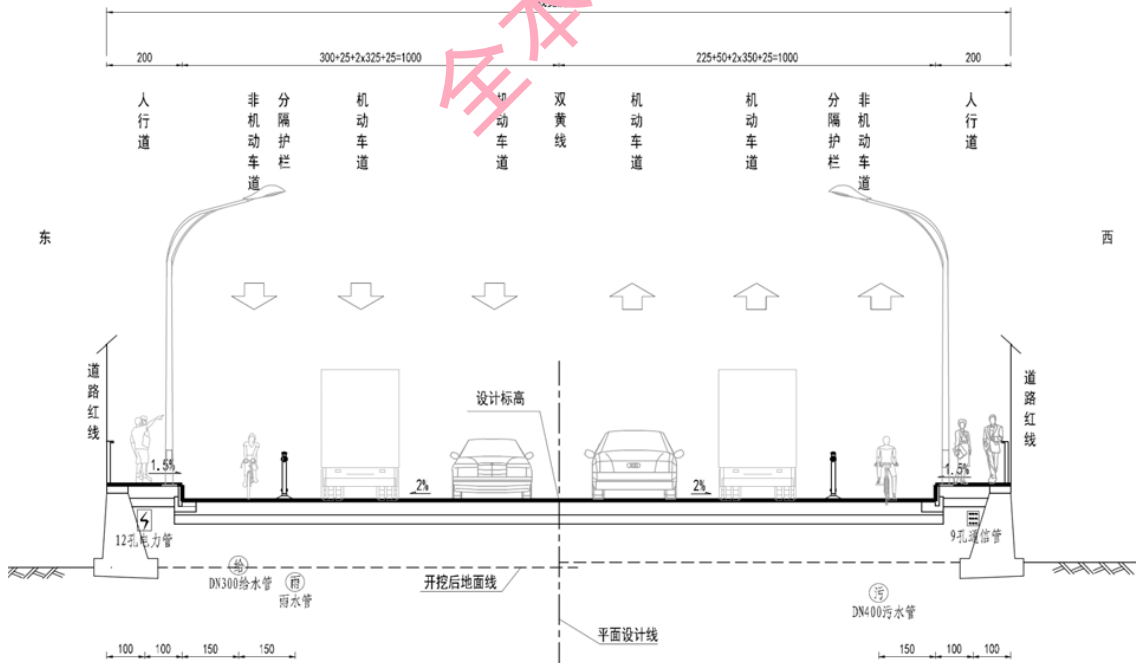 200
300+25+2x325+25=1000
225+50+2x350+25=1000
200
人行道
非机动车道
分隔护栏
机动车道
机动车道
双黄线
机动车道
机动车道
分隔护栏
非机动车道
人行道
全本
东
西
道路红线
设计标高
道路红线
1.5%
2%
2%
1.5%
12孔电力管
9孔通信管
给
DN300给水管
雨
雨水管
开挖后地面线
污
DN400污水管
平面设计线
100
100
150
150
150
100
100